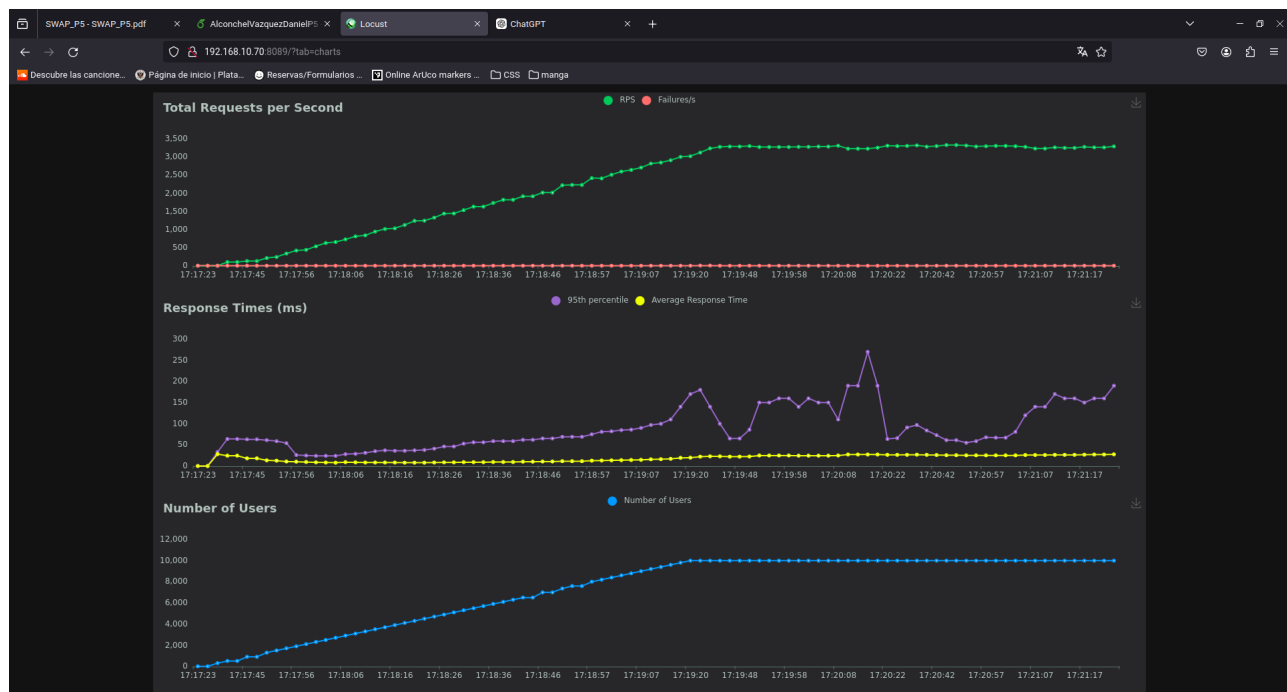 SWAP_P5 - SWAP_P5.pdf
AlconchelVazquezDanielP5
Locust
ChatGPT
192.168.10.70:8089/?tab=charts
Descubre las cancione...
Página de inicio | Plata...
Reservas/Formularios ...
Online ArUco markers ...
CSS
manga
Total Requests per Second
RPS
Failures/s
3,500
3,000
2,500
2,000
1,500
1,000
500
0
17:17:23 17:17:45 17:17:56 17:18:06 17:18:16 17:18:26 17:18:36 17:18:46 17:18:57 17:19:07 17:19:20 17:19:48 17:19:58 17:20:08 17:20:22 17:20:42 17:20:57 17:21:07 17:21:17
Response Times (ms)
95th percentile
Average Response Time
300
250
200
150
100
50
0
17:17:23 17:17:45 17:17:56 17:18:06 17:18:16 17:18:26 17:18:36 17:18:46 17:18:57 17:19:07 17:19:20 17:19:48 17:19:58 17:20:08 17:20:22 17:20:42 17:20:57 17:21:07 17:21:17
Number of Users
Number of Users
12,000
10,000
8,000
6,000
4,000
2,000
0
17:17:23 17:17:45 17:17:56 17:18:06 17:18:16 17:18:26 17:18:36 17:18:46 17:18:57 17:19:07 17:19:20 17:19:48 17:19:58 17:20:08 17:20:22 17:20:42 17:20:57 17:21:07 17:21:17